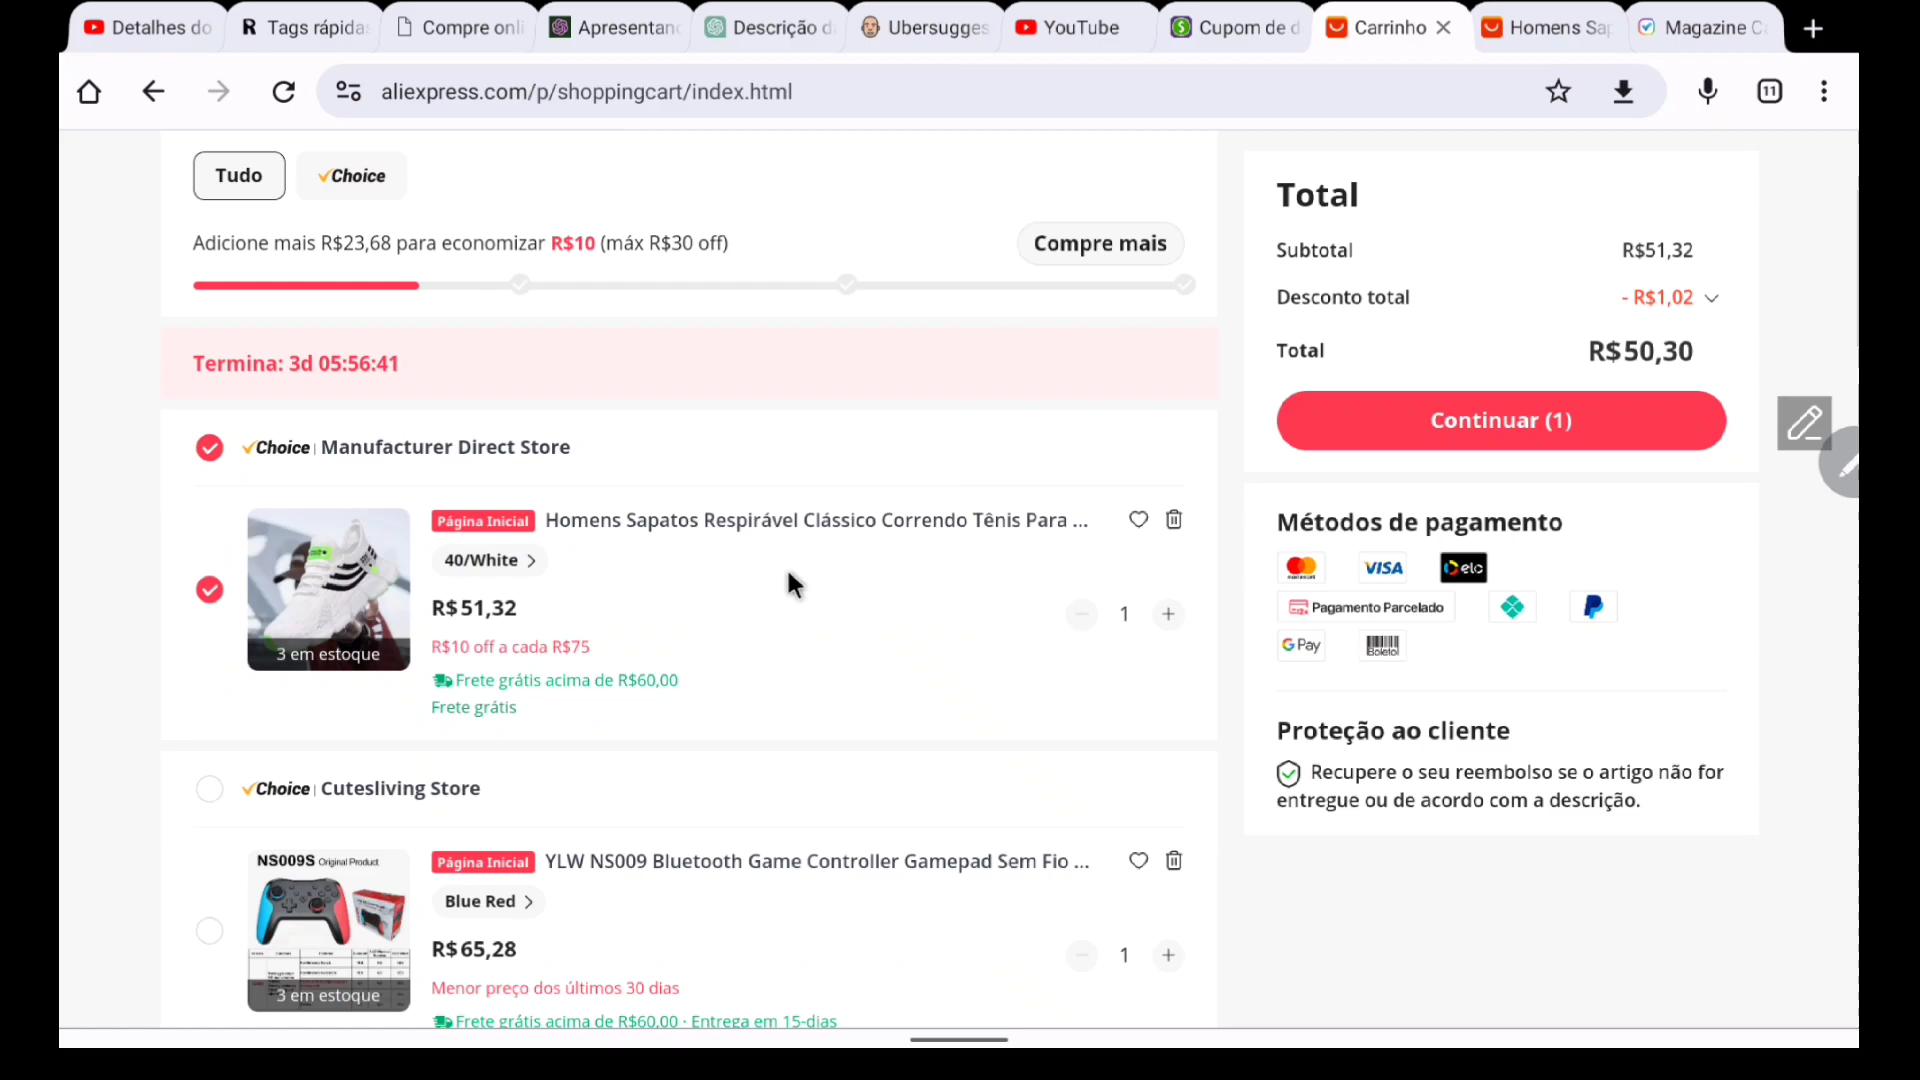 Detalhes do
Tags rápida
Compre onli
Apresentan
Descrição d
Ubersugges
YouTube
Cupom de d
Carrinho
Homens Sap
Magazine C
aliexpress.com/p/shoppingcart/index.html
11
Tudo
Choice
Adicione mais R$23,68 para economizar R$10 (máx R$30 off)
Compre mais
Termina: 3d 05:56:41
Choice | Manufacturer Direct Store
Página Inicial Homens Sapatos Respirável Clássico Correndo Tênis Para ...
40/White
R$51,32
1
R$10 off a cada R$75
Frete grátis acima de R$60,00
Frete grátis
3 em estoque
Choice | Cutesliving Store
NS009S Original Product
Página Inicial YLW NS009 Bluetooth Game Controller Gamepad Sem Fio ...
Blue Red
R$65,28
1
Menor preço dos últimos 30 dias
3 em estoque
Frete grátis acima de R$60,00 · Entrega em 15-dias
Total
Subtotal R$51,32
Desconto total - R$1,02
Total R$50,30
Continuar (1)
Métodos de pagamento
mastercard
VISA
elo
Pagamento Parcelado
G Pay
Boleto
Proteção ao cliente
Recupere o seu reembolso se o artigo não for
entregue ou de acordo com a descrição.